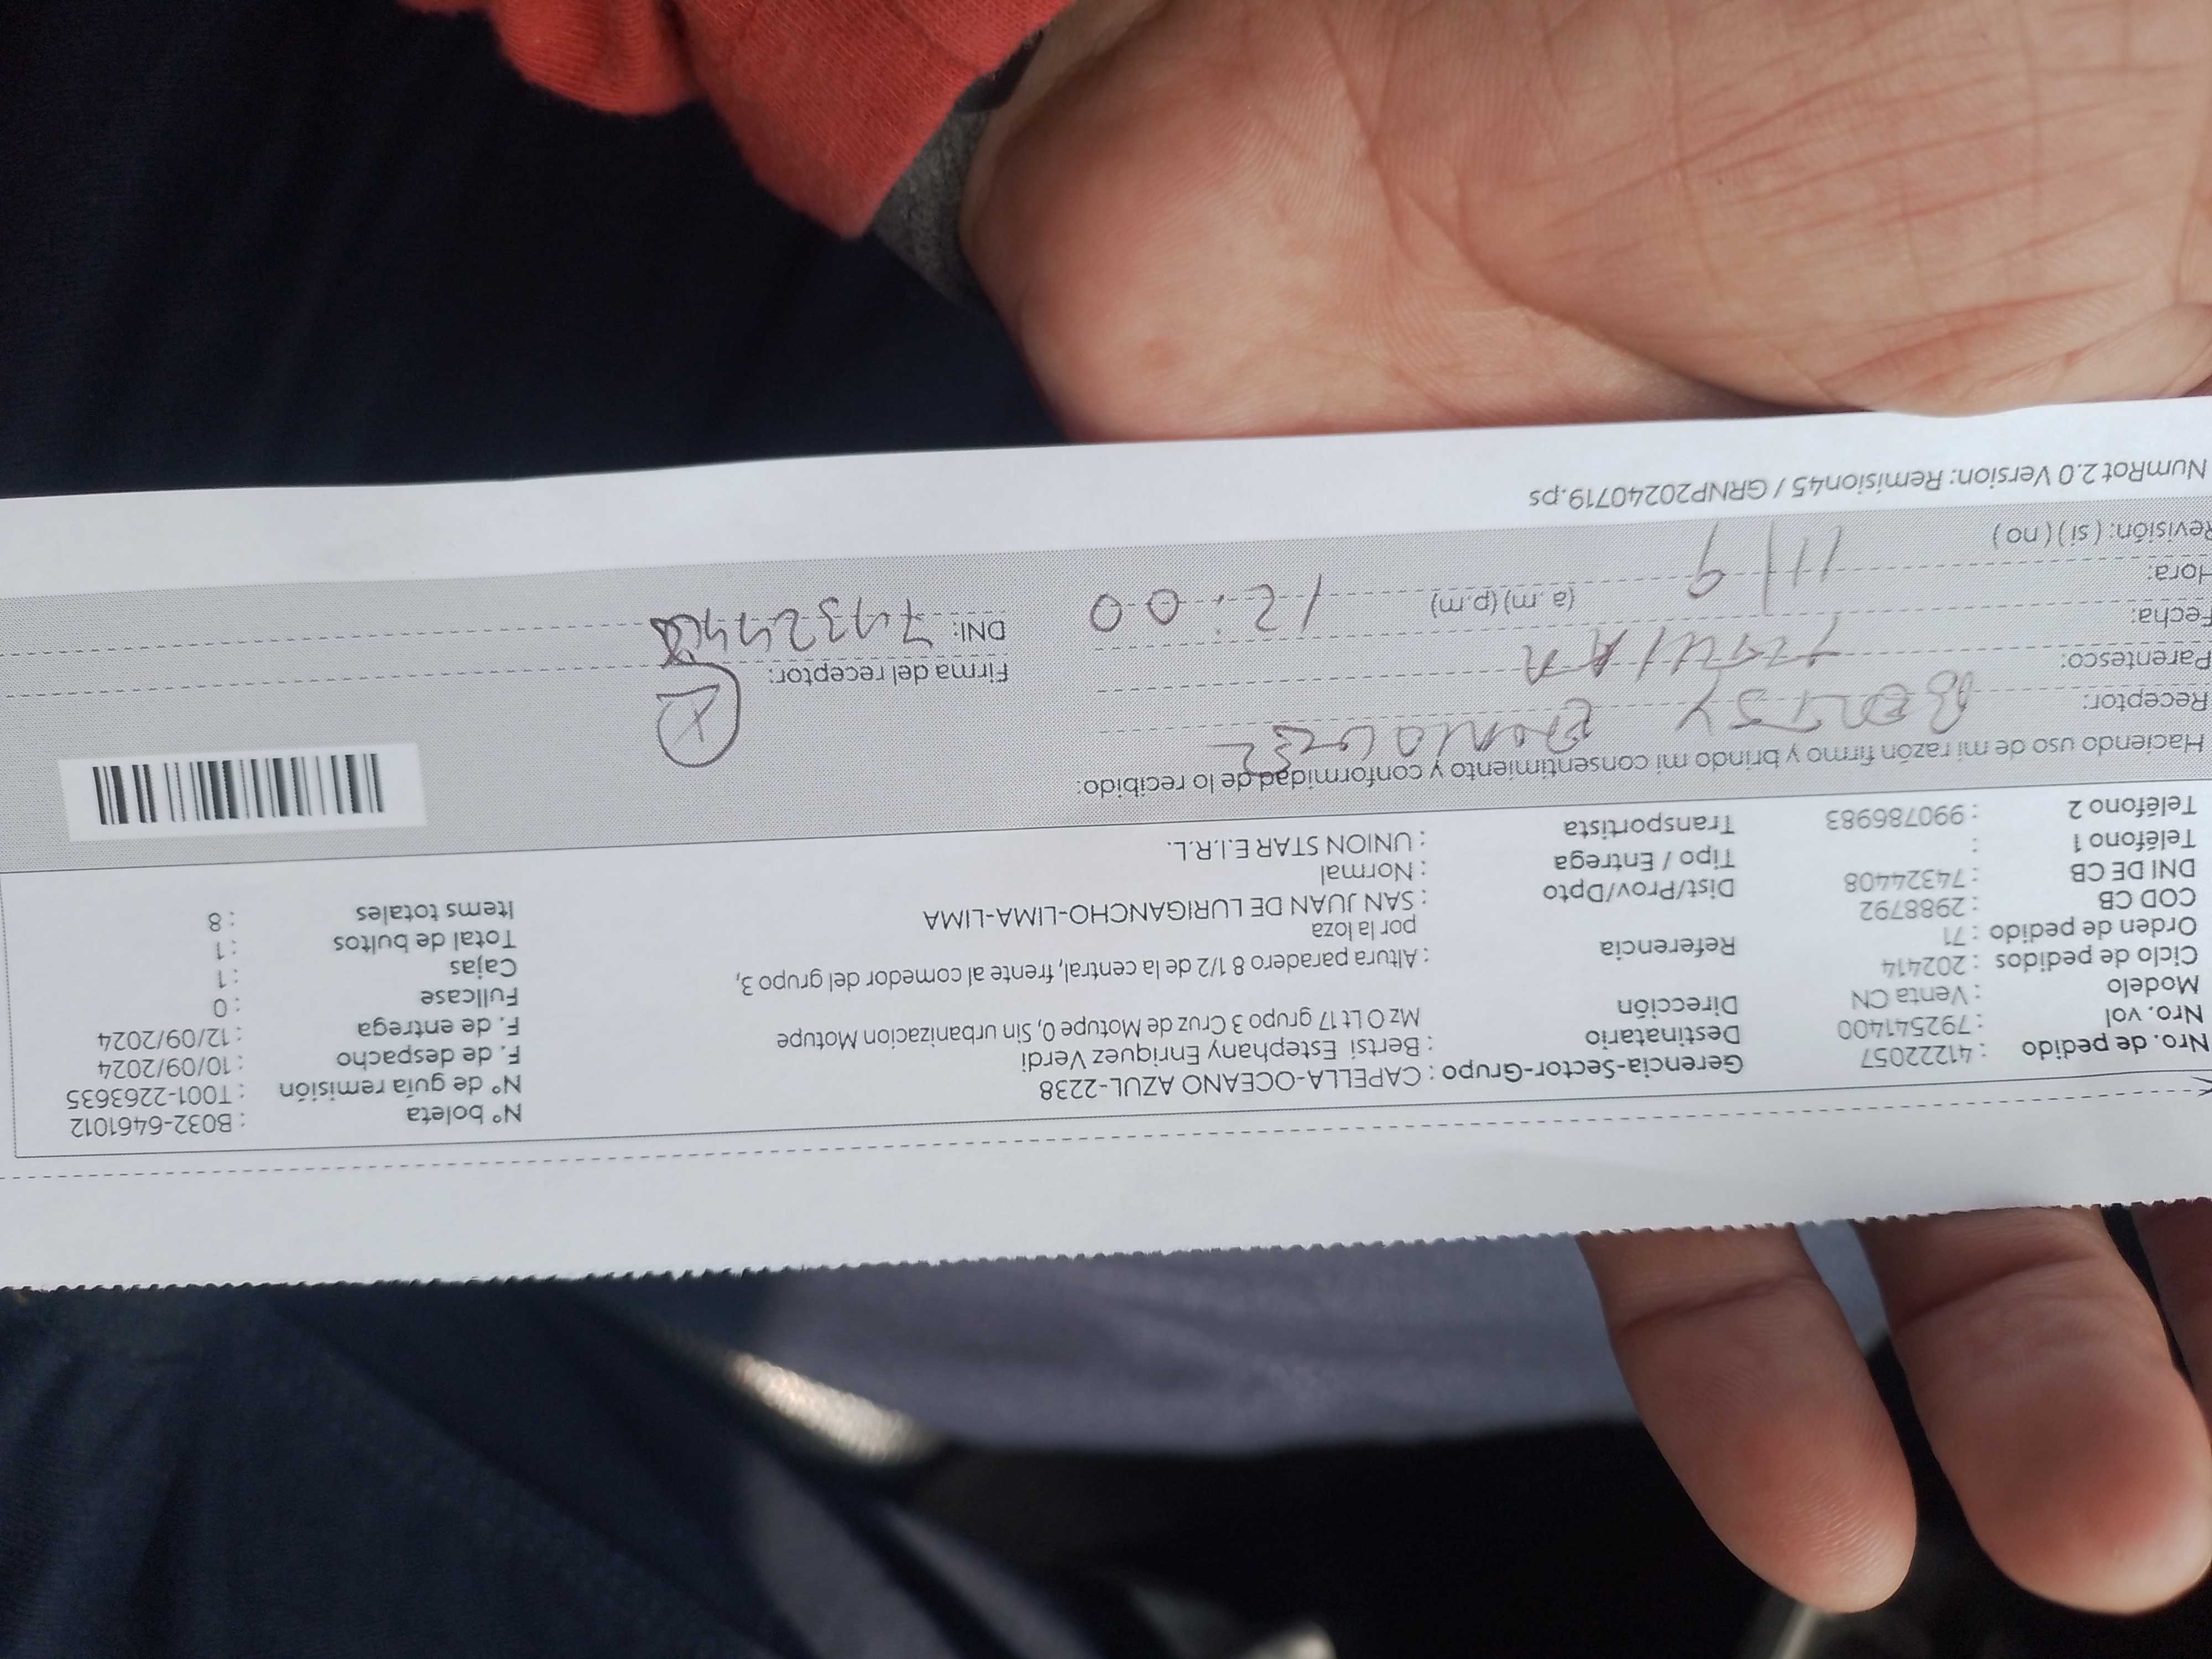 Nº boleta : B032-6461012
Nro. de pedido : 41222057 Gerencia-Sector-Grupo : CAPELLA-OCEANO AZUL-2238 Nº de guía remisión : T001-2263635
Nro. vol : 792541400 Destinatario : Bertsi Estephany Enriquez Verdi F. de despacho : 10/09/2024
Modelo : Venta CN Dirección Mz O Lt 17 grupo 3 Cruz de Motupe 0, Sin urbanizacion Motupe F. de entrega : 12/09/2024
Ciclo de pedidos : 202414 Fullcase : 0
Orden de pedido : 71 Referencia : Altura paradero 8 1/2 de la central, frente al comedor del grupo 3, Cajas : 1
por la loza
COD CB : 2988792 Total de bultos : 1
DNI DE CB : 74324408 Dist/Prov/Dpto : SAN JUAN DE LURIGANCHO-LIMA-LIMA Items totales : 8
Teléfono 1 : Tipo / Entrega : Normal
Teléfono 2 : 990786983 Transportista : UNION STAR E.I.R.L.
Haciendo uso de mi razón firmo y brindo mi consentimiento y conformidad de lo recibido:
Receptor:
Parentesco: Firma del receptor:
Fecha: DNI:
Hora: 12:00 (a.m) (p.m)
Revisión: ( si ) ( no )
NumRot 2.0 Version: Remision45 / GRNP20240719.ps